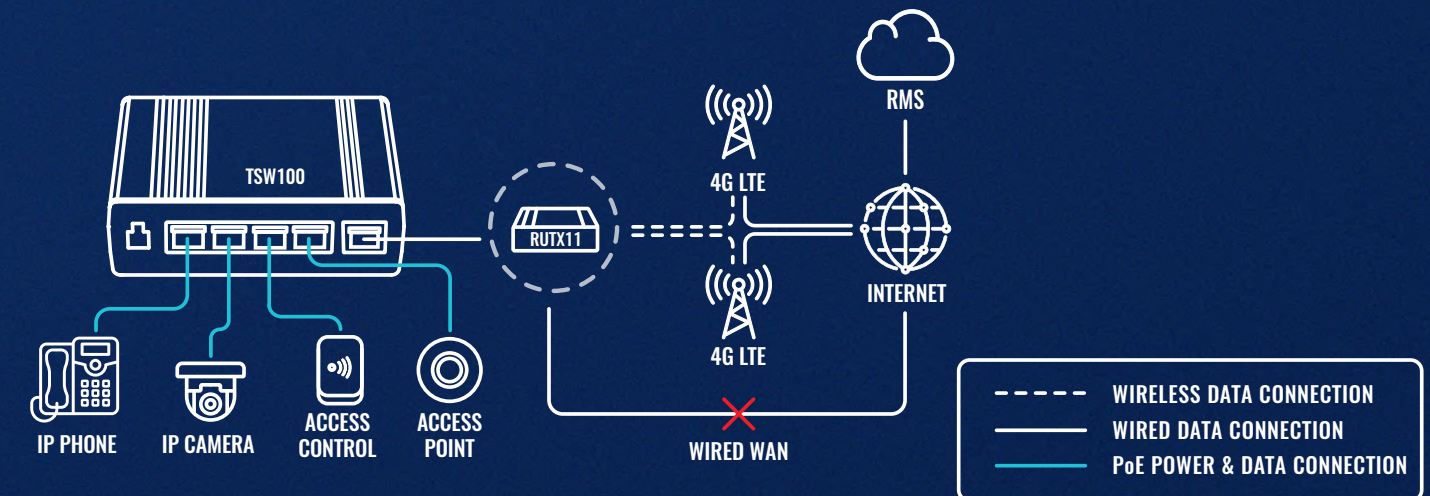 TSW100
RUTX11
4G LTE
4G LTE
RMS
INTERNET
WIRED WAN
IP PHONE
IP CAMERA
ACCESS
CONTROL
ACCESS
POINT
WIRELESS DATA CONNECTION
WIRED DATA CONNECTION
PoE POWER & DATA CONNECTION